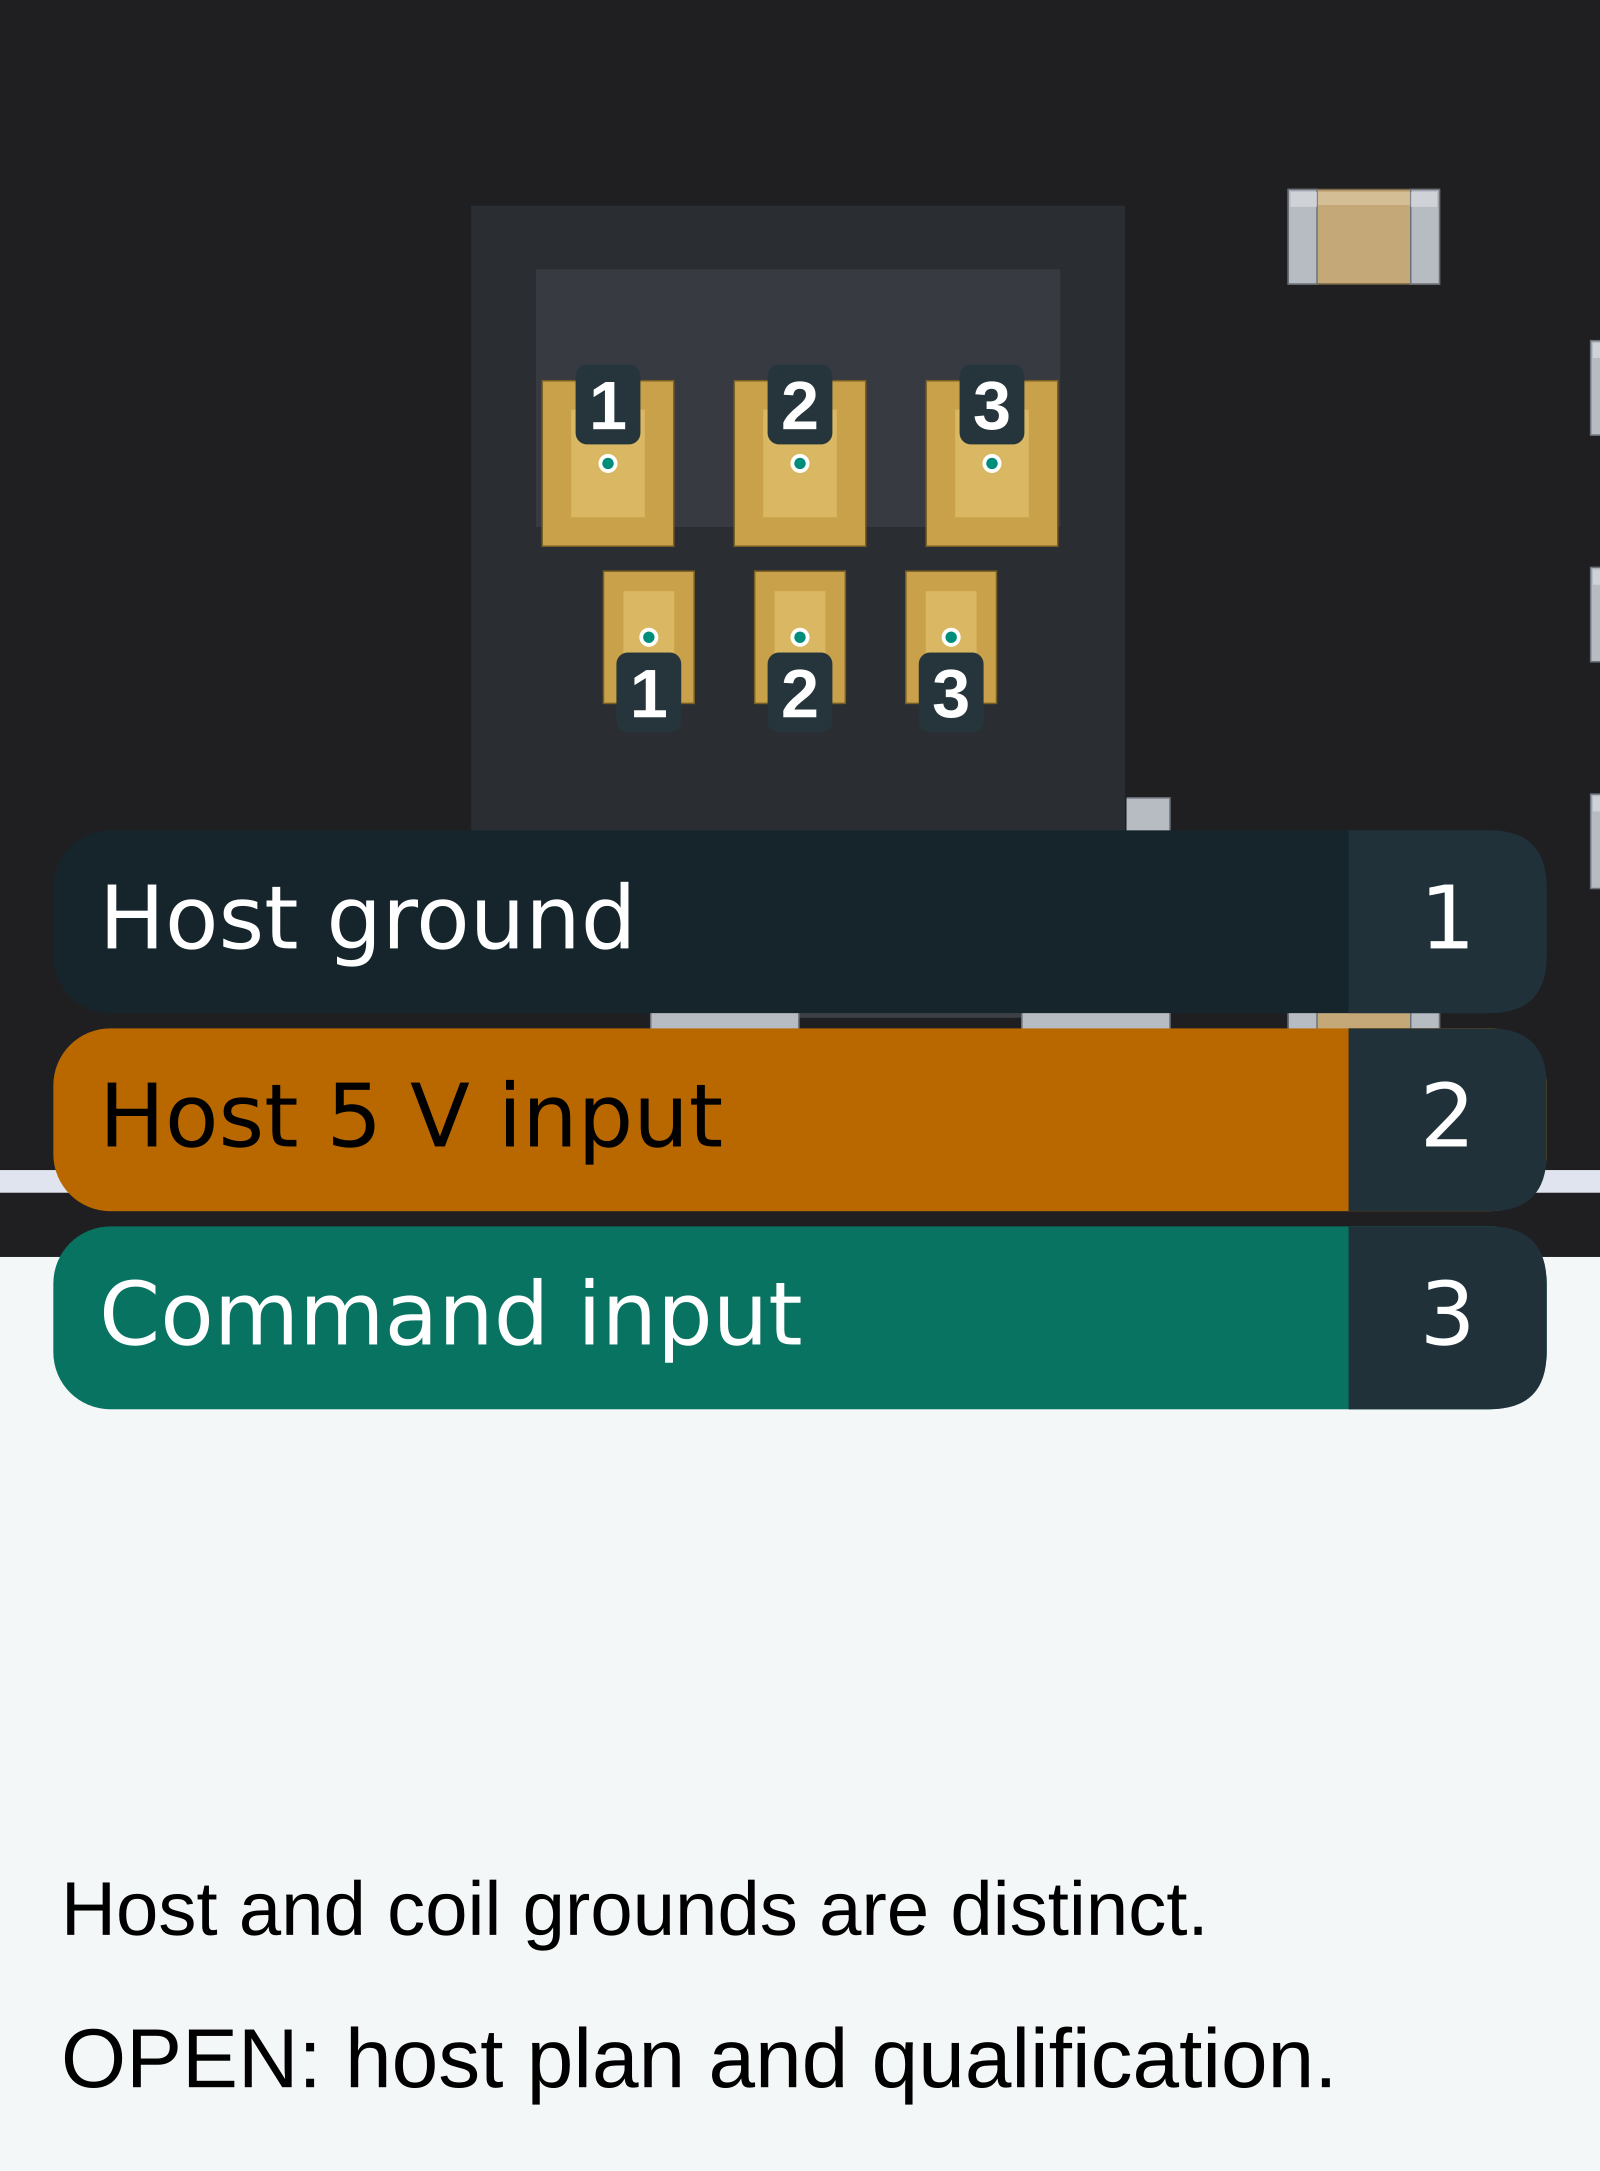 1 2 3
1 2 3
Host ground 1
Host 5 V input 2
Command input 3
Host and coil grounds are distinct.
OPEN: host plan and qualification.